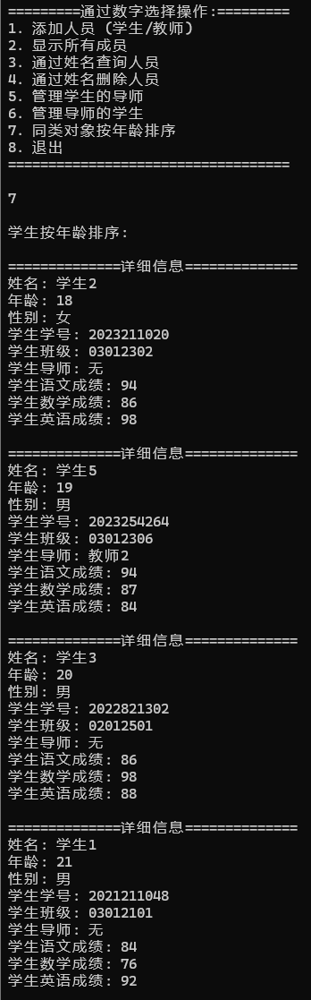 =========通过数字选择操作:=========
1. 添加人员 (学生/教师)
2. 显示所有成员
3. 通过姓名查询人员
4. 通过姓名删除人员
5. 管理学生的导师
6. 管理导师的学生
7. 同类对象按年龄排序
8. 退出
===================================
7
学生按年龄排序:
==============详细信息==============
姓名: 学生2
年龄: 18
性别: 女
学生学号: 2023211020
学生班级: 03012302
学生导师: 无
学生语文成绩: 94
学生数学成绩: 86
学生英语成绩: 98
==============详细信息==============
姓名: 学生5
年龄: 19
性别: 男
学生学号: 2023254264
学生班级: 03012306
学生导师: 教师2
学生语文成绩: 94
学生数学成绩: 87
学生英语成绩: 84
==============详细信息==============
姓名: 学生3
年龄: 20
性别: 男
学生学号: 2022821302
学生班级: 02012501
学生导师: 无
学生语文成绩: 86
学生数学成绩: 98
学生英语成绩: 88
==============详细信息==============
姓名: 学生1
年龄: 21
性别: 男
学生学号: 2021211048
学生班级: 03012101
学生导师: 无
学生语文成绩: 84
学生数学成绩: 76
学生英语成绩: 92